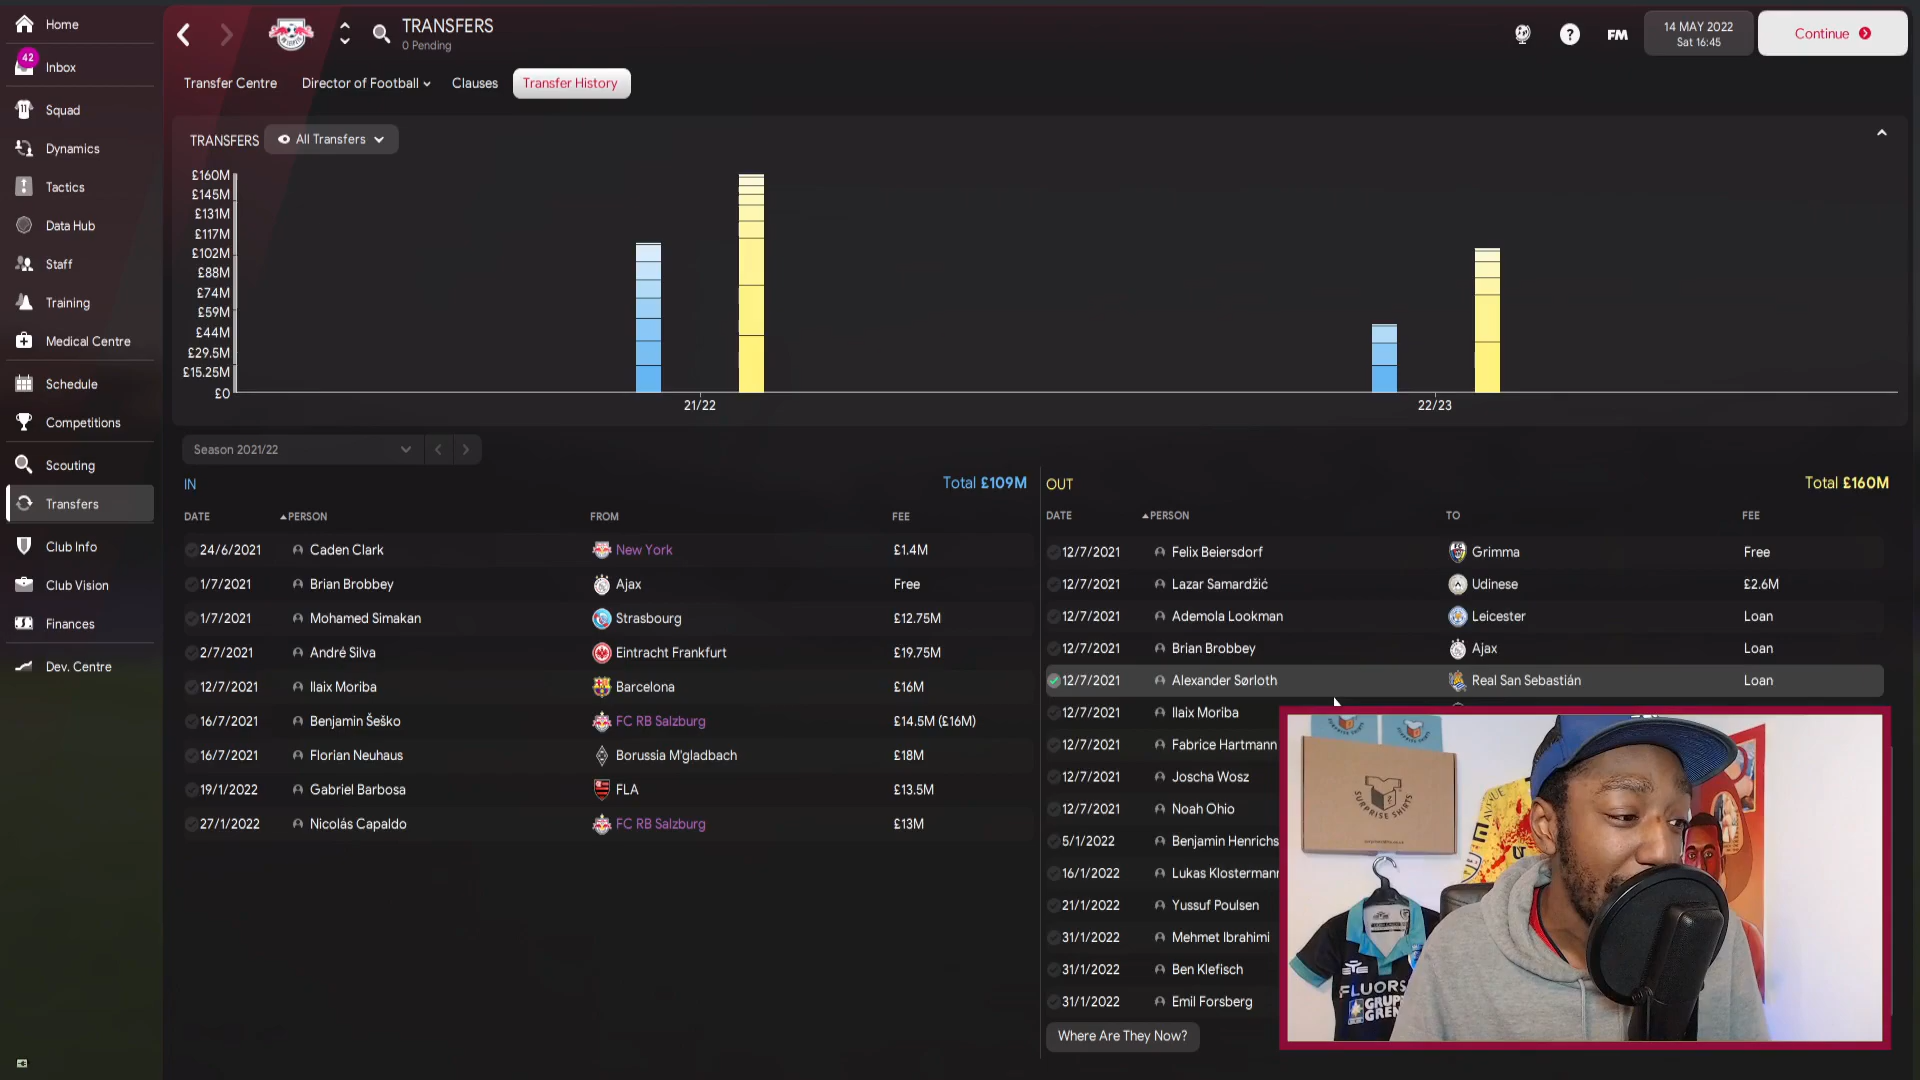 Home
42
Inbox
Squad
Dynamics
Tactics
Data Hub
Staff
Training
Medical Centre
Schedule
Competitions
Scouting
Transfers
Club Info
Club Vision
Finances
Dev. Centre
TRANSFERS
0 Pending
FM
14 MAY 2022
Sat 16:45
Continue
Transfer Centre Director of Football Clauses Transfer History
TRANSFERS All Transfers
£160M
£145M
£131M
£117M
£102M
£88M
£74M
£59M
£44M
£29.5M
£15.25M
£0
21/22 22/23
Season 2021/22
IN Total £109M
DATE PERSON FROM FEE
24/6/2021 Caden Clark New York £1.4M
1/7/2021 Brian Brobbey Ajax Free
1/7/2021 Mohamed Simakan Strasbourg £12.75M
2/7/2021 André Silva Eintracht Frankfurt £19.75M
12/7/2021 Ilaix Moriba Barcelona £16M
16/7/2021 Benjamin Šeško FC RB Salzburg £14.5M (£16M)
16/7/2021 Florian Neuhaus Borussia M'gladbach £18M
19/1/2022 Gabriel Barbosa FLA £13.5M
27/1/2022 Nicolás Capaldo FC RB Salzburg £13M
OUT Total £160M
DATE PERSON TO FEE
12/7/2021 Felix Beiersdorf Grimma Free
12/7/2021 Lazar Samardžić Udinese £2.6M
12/7/2021 Ademola Lookman Leicester Loan
12/7/2021 Brian Brobbey Ajax Loan
12/7/2021 Alexander Sørloth Real San Sebastián Loan
12/7/2021 Ilaix Moriba
12/7/2021 Fabrice Hartmann
12/7/2021 Joscha Wosz
12/7/2021 Noah Ohio
5/1/2022 Benjamin Henrichs
16/1/2022 Lukas Klostermann
21/1/2022 Yussuf Poulsen
31/1/2022 Mehmet Ibrahimi
31/1/2022 Ben Klefisch
31/1/2022 Emil Forsberg
Where Are They Now?
SURPRISE SHIRTS
FLUORS
GRUP
GRE